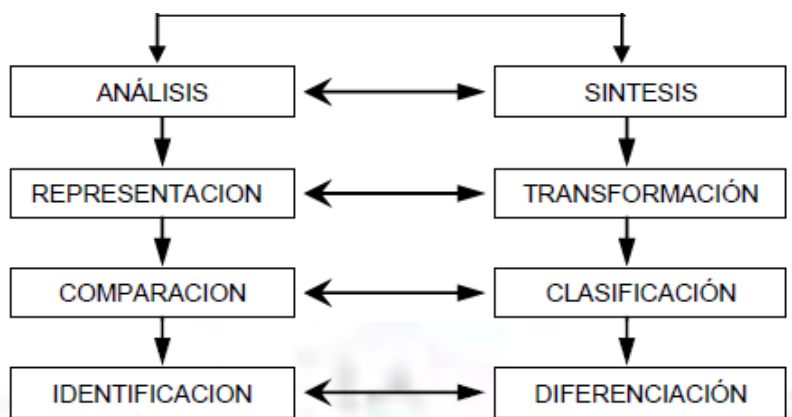 ANÁLISIS
SINTESIS
REPRESENTACION
TRANSFORMACIÓN
COMPARACION
CLASIFICACIÓN
IDENTIFICACION
DIFERENCIACIÓN